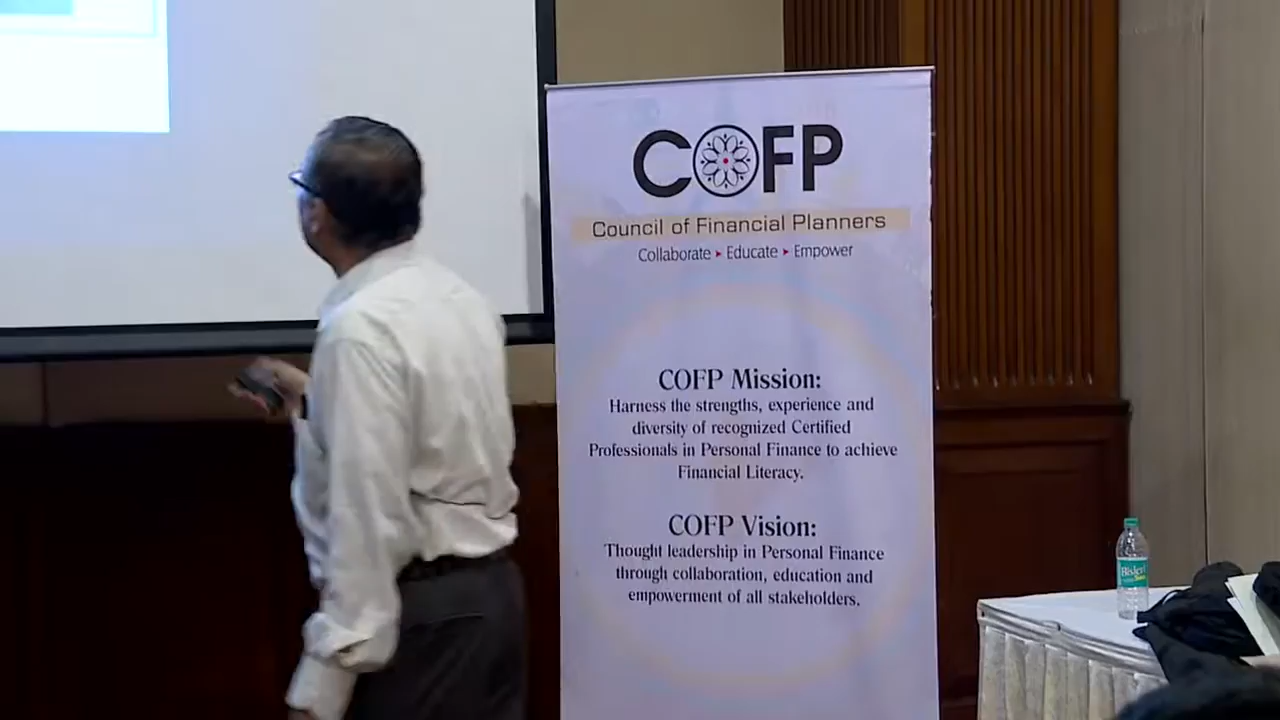 COFP
Council of Financial Planners
Collaborate ➤ Educate ➤ Empower
COFP Mission:
Harness the strengths, experience and
diversity of recognized Certified
Professionals in Personal Finance to achieve
Financial Literacy.
COFP Vision:
Thought leadership in Personal Finance
through collaboration, education and
empowerment of all stakeholders.
Bisleri